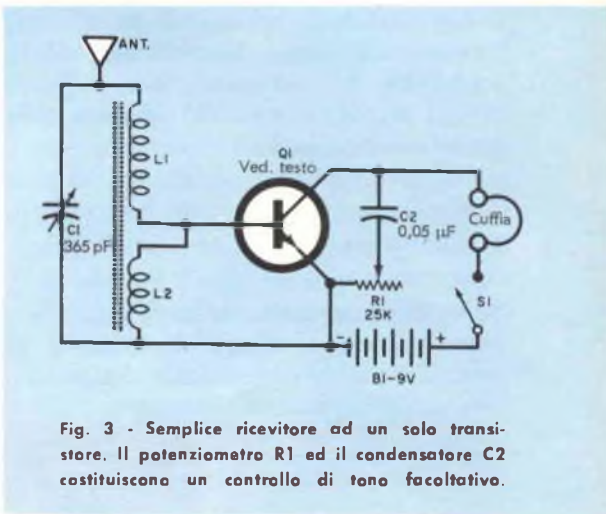 ANT.
L1
Q1
Ved. testo
C1
365 pF
L2
C2
0,05 µF
Cuffia
R1
25K
S1
- +
B1-9V
Fig. 3 - Semplice ricevitore ad un solo transi-
store. Il potenziometro R1 ed il condensatore C2
costituiscono un controllo di tono facoltativo.